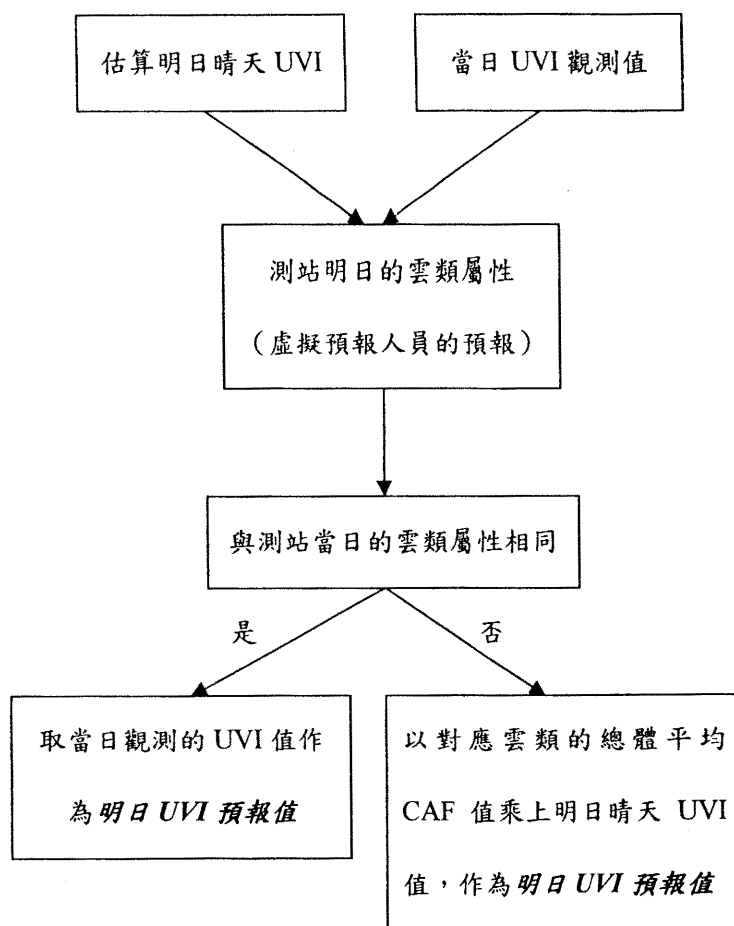 估算明日晴天 UVI
當日 UVI 觀測值
測站明日的雲類屬性
（虛擬預報人員的預報）
與測站當日的雲類屬性相同
是
否
取當日觀測的 UVI 值作
為明日 UVI 預報值
以對應雲類的總體平均
CAF 值乘上明日晴天 UVI
值，作為明日 UVI 預報值